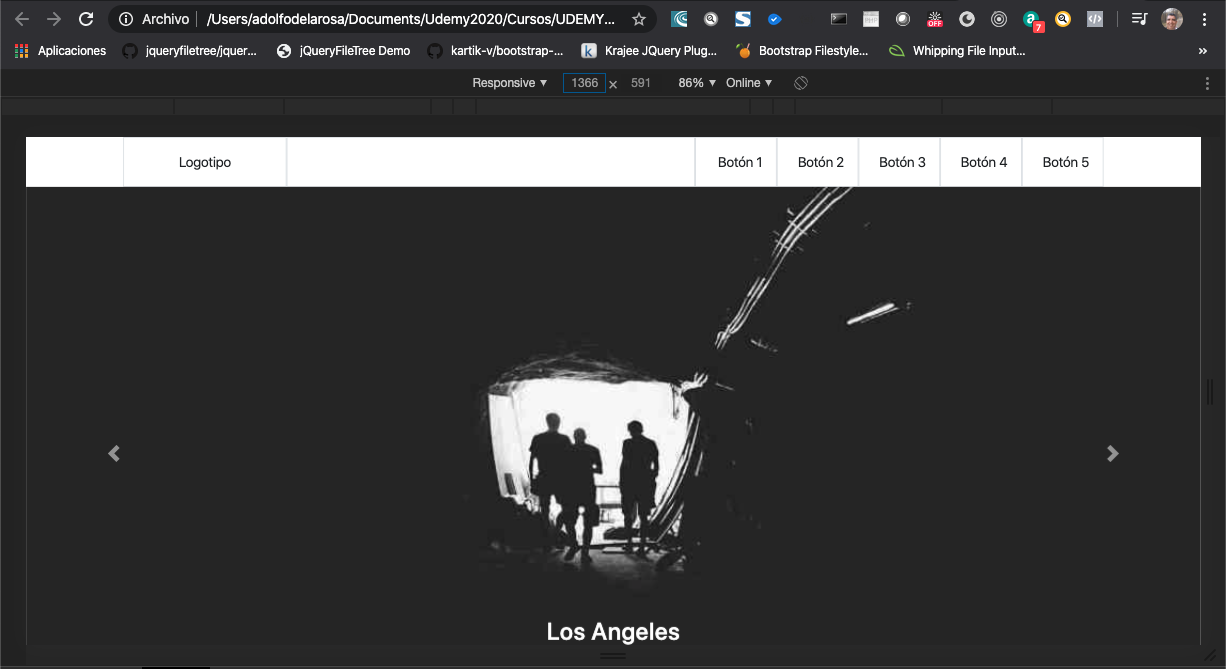 Archivo /Users/adolfodelarosa/Documents/Udemy2020/Cursos/UDEMY... OFF 7
Aplicaciones jqueryfiletree/jquer... jQueryFileTree Demo kartik-v/bootstrap-... Krajee JQuery Plug... Bootstrap Filestyle... Whipping File Input... »
Responsive ▼ 1366 × 591 86% ▼ Online ▼
Logotipo Botón 1 Botón 2 Botón 3 Botón 4 Botón 5
Los Angeles